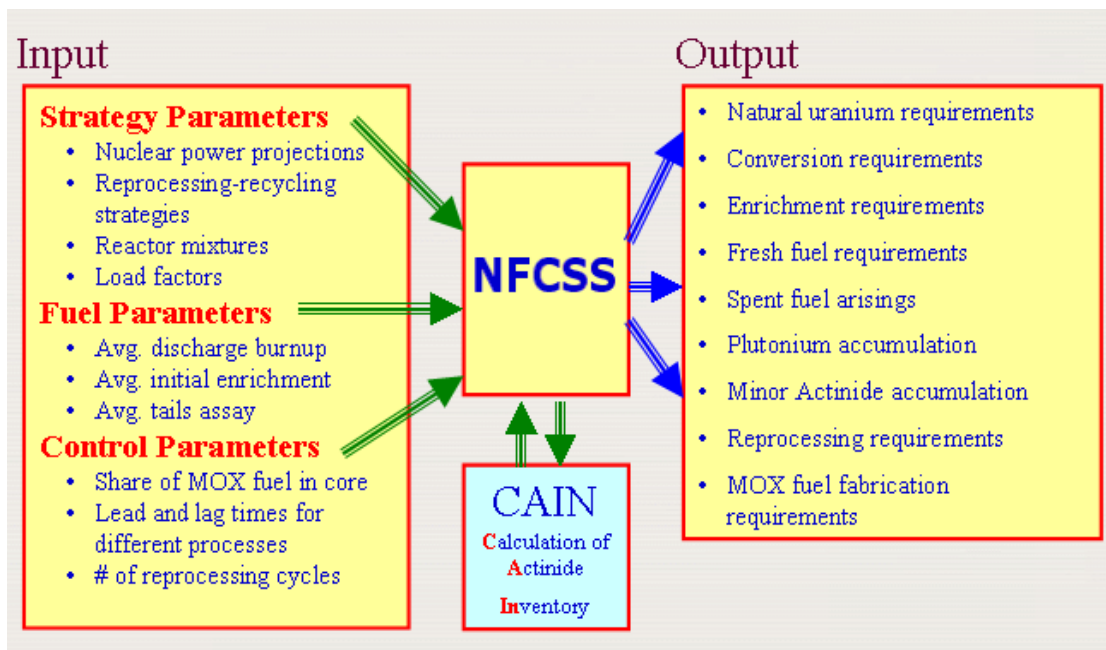 Input
Strategy Parameters
• Nuclear power projections
• Reprocessing-recycling
strategies
• Reactor mixtures
• Load factors
Fuel Parameters
• Avg. discharge burnup
• Avg. initial enrichment
• Avg. tails assay
Control Parameters
• Share of MOX fuel in core
• Lead and lag times for
different processes
• # of reprocessing cycles
NFCSS
CAIN
Calculation of
Actinide
Inventory
Output
• Natural uranium requirements
• Conversion requirements
• Enrichment requirements
• Fresh fuel requirements
• Spent fuel arisings
• Plutonium accumulation
• Minor Actinide accumulation
• Reprocessing requirements
• MOX fuel fabrication
requirements